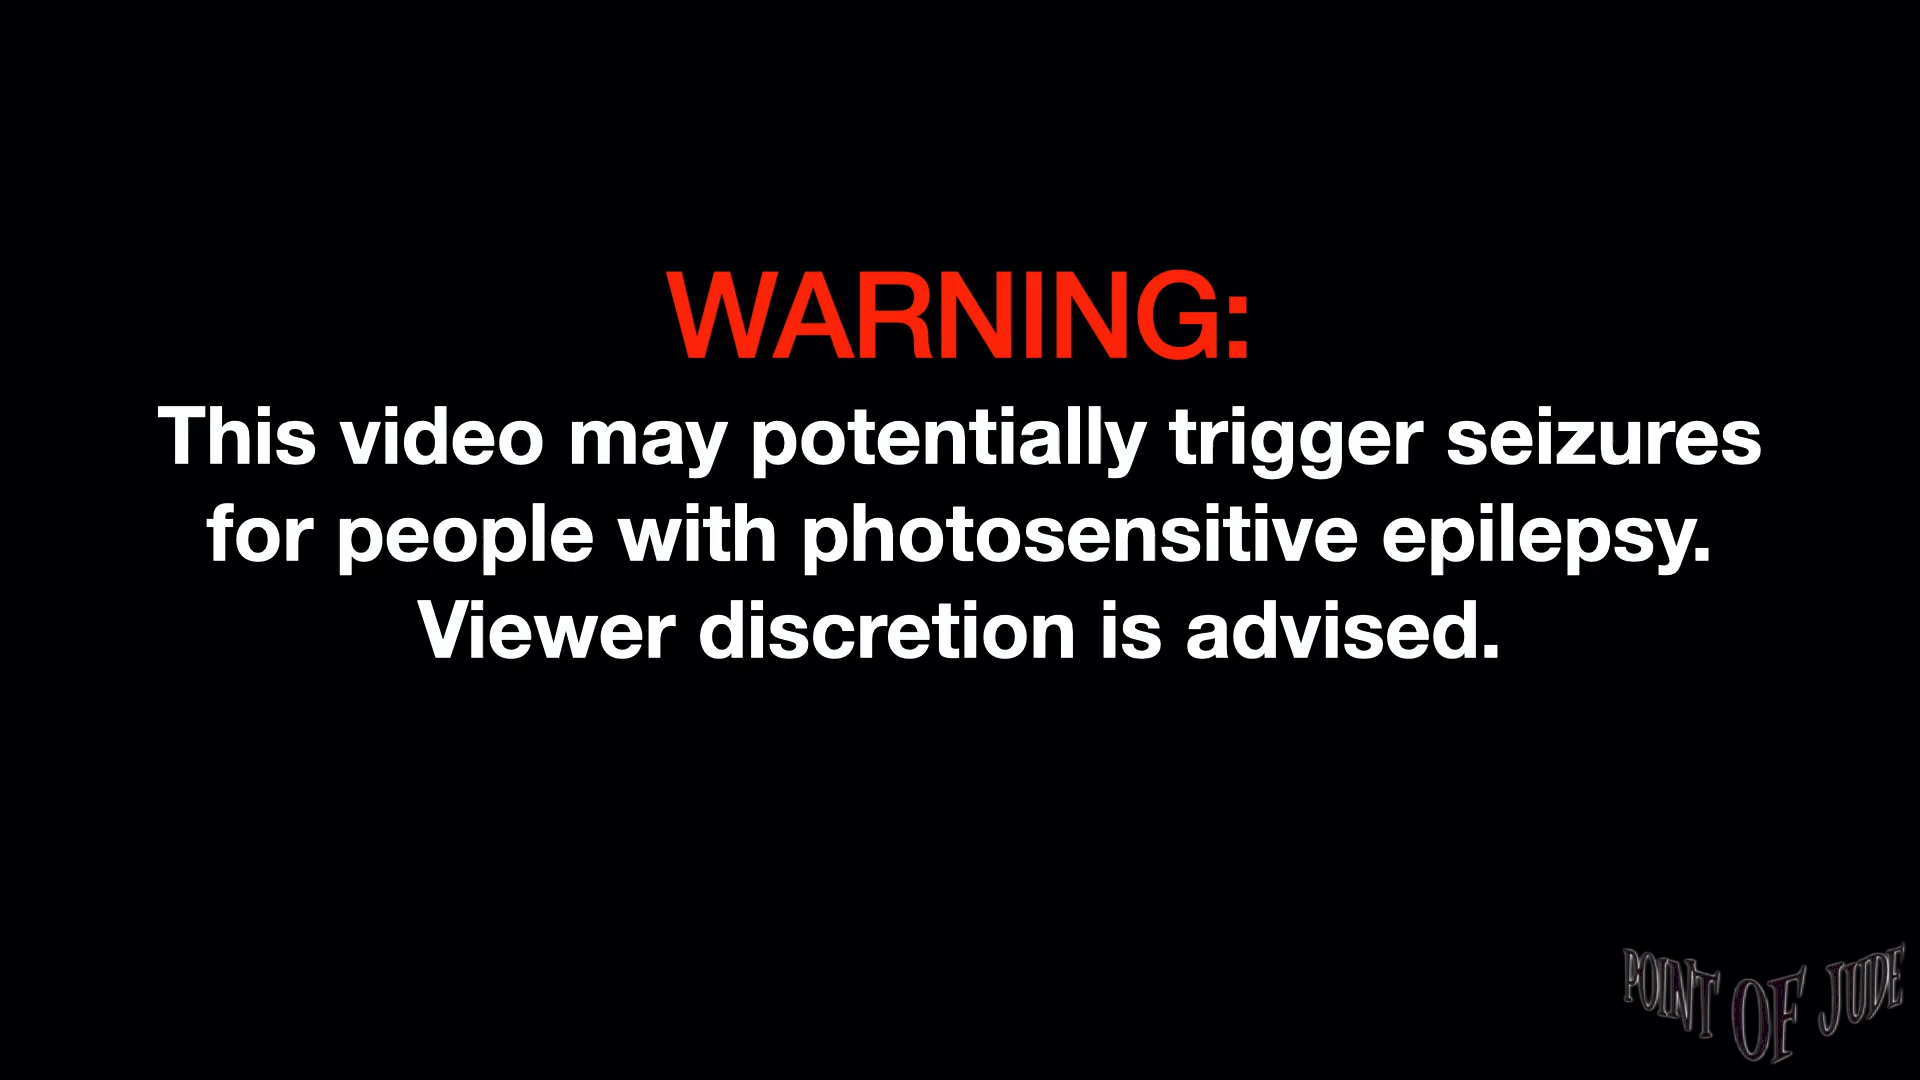 WARNING:
This video may potentially trigger seizures
for people with photosensitive epilepsy.
Viewer discretion is advised.
POINT OF JUDE